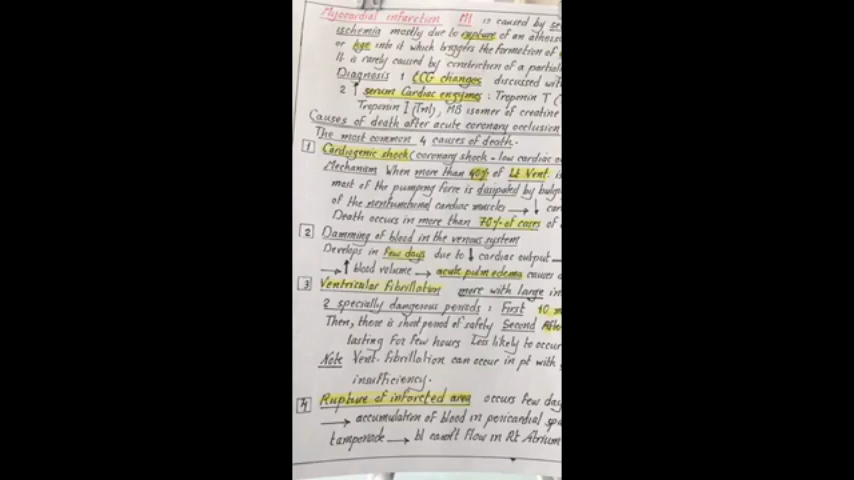 Myocardial infarction MI is caused by se
ischemia mostly due to rupture of an atheros
or hge into it which triggers the formation of
It is rarely caused by constriction of a partial
Diagnosis 1 ECG changes discussed wit
2 ↑ serum Cardiac enzymes : Troponin T (
Troponin I (TnI), MB isomer of creatine
Causes of death after acute coronary occlusion
The most common 4 causes of death.
1 Cardiogenic shock (coronary shock - low cardiac o
Mechanism When more than 40% of Lt Vent. is
most of the pumping force is dissipated by bulg
of the nonfunctional cardiac muscles → ↓ car
Death occurs in more than 70% of cases of
2 Damming of blood in the venous system
Develops in few days due to ↓ cardiac output →
→ ↑ blood volume → acute pulm edema causes
3 Ventricular Fibrillation more with large in
2 specially dangerous periods : First 10 m
Then, there is short period of safety Second
lasting for few hours Less likely to occur
Note Vent. fibrillation can occur in pt with
insufficiency.
4 Rupture of infarcted area occurs few day
→ accumulation of blood in pericardial spa
tamponade → bl can't flow in Rt Atrium